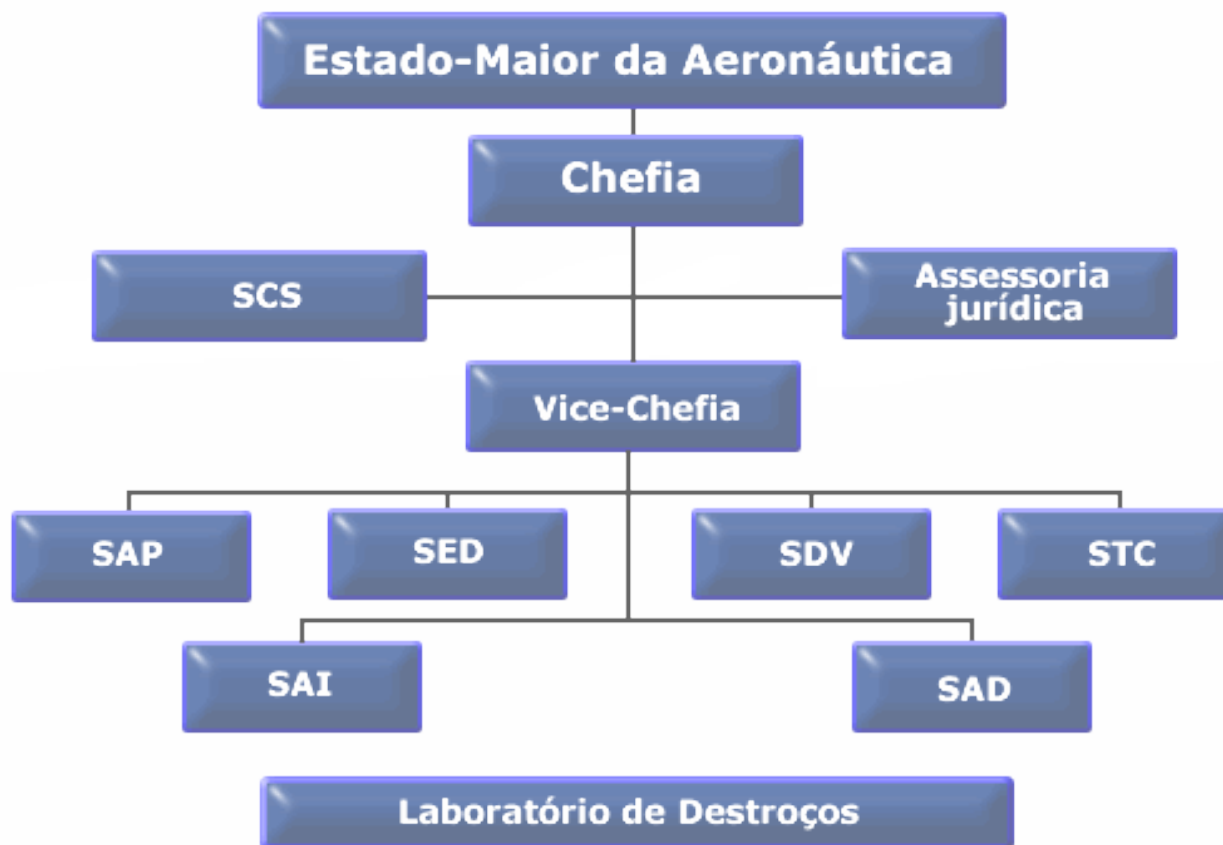 Estado-Maior da Aeronáutica
Chefia
SCS
Assessoria
jurídica
Vice-Chefia
SAP
SED
SDV
STC
SAI
SAD
Laboratório de Destroços